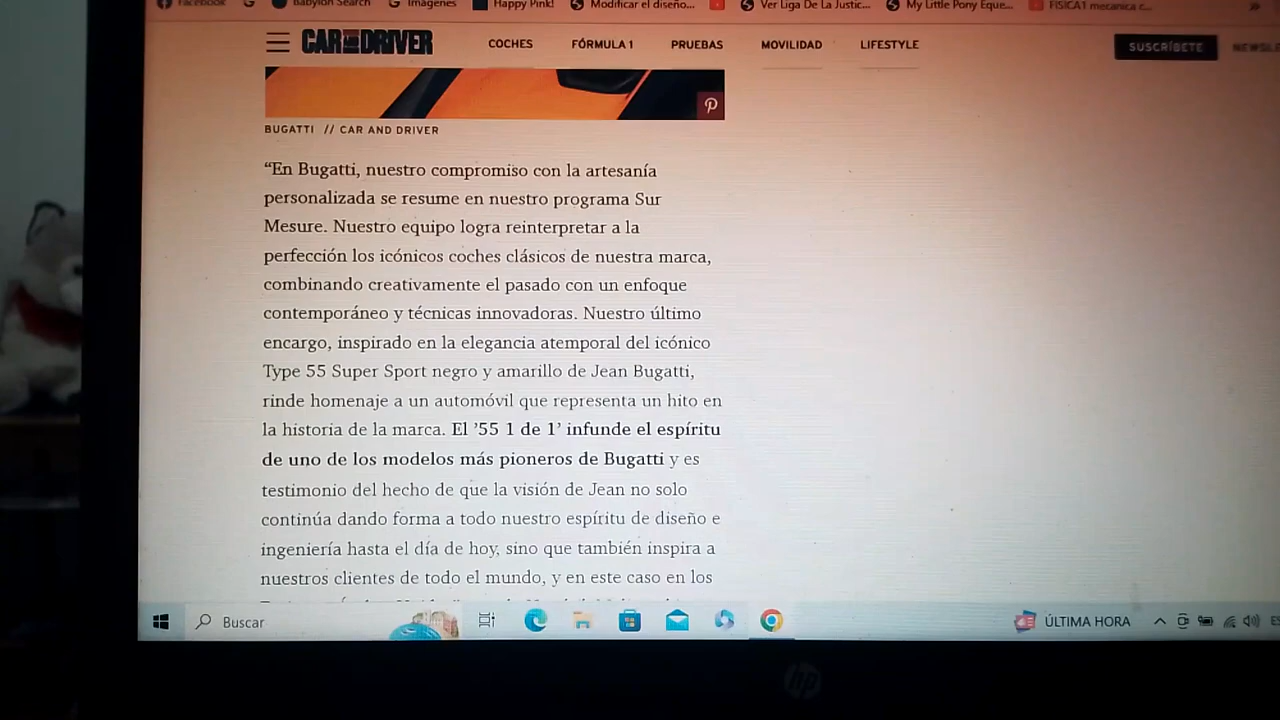 Facebook Babylon Search Imágenes Happy Pink! Modificar el diseño... Ver Liga De La Justic... My Little Pony Eque... FISICA1 mecanica c...
CAR AND DRIVER COCHES FÓRMULA 1 PRUEBAS MOVILIDAD LIFESTYLE SUSCRÍBETE NEWSLE
BUGATTI // CAR AND DRIVER
“En Bugatti, nuestro compromiso con la artesanía
personalizada se resume en nuestro programa Sur
Mesure. Nuestro equipo logra reinterpretar a la
perfección los icónicos coches clásicos de nuestra marca,
combinando creativamente el pasado con un enfoque
contemporáneo y técnicas innovadoras. Nuestro último
encargo, inspirado en la elegancia atemporal del icónico
Type 55 Super Sport negro y amarillo de Jean Bugatti,
rinde homenaje a un automóvil que representa un hito en
la historia de la marca. El ’55 1 de 1’ infunde el espíritu
de uno de los modelos más pioneros de Bugatti y es
testimonio del hecho de que la visión de Jean no solo
continúa dando forma a todo nuestro espíritu de diseño e
ingeniería hasta el día de hoy, sino que también inspira a
nuestros clientes de todo el mundo, y en este caso en los
Buscar ÚLTIMA HORA ES
hp